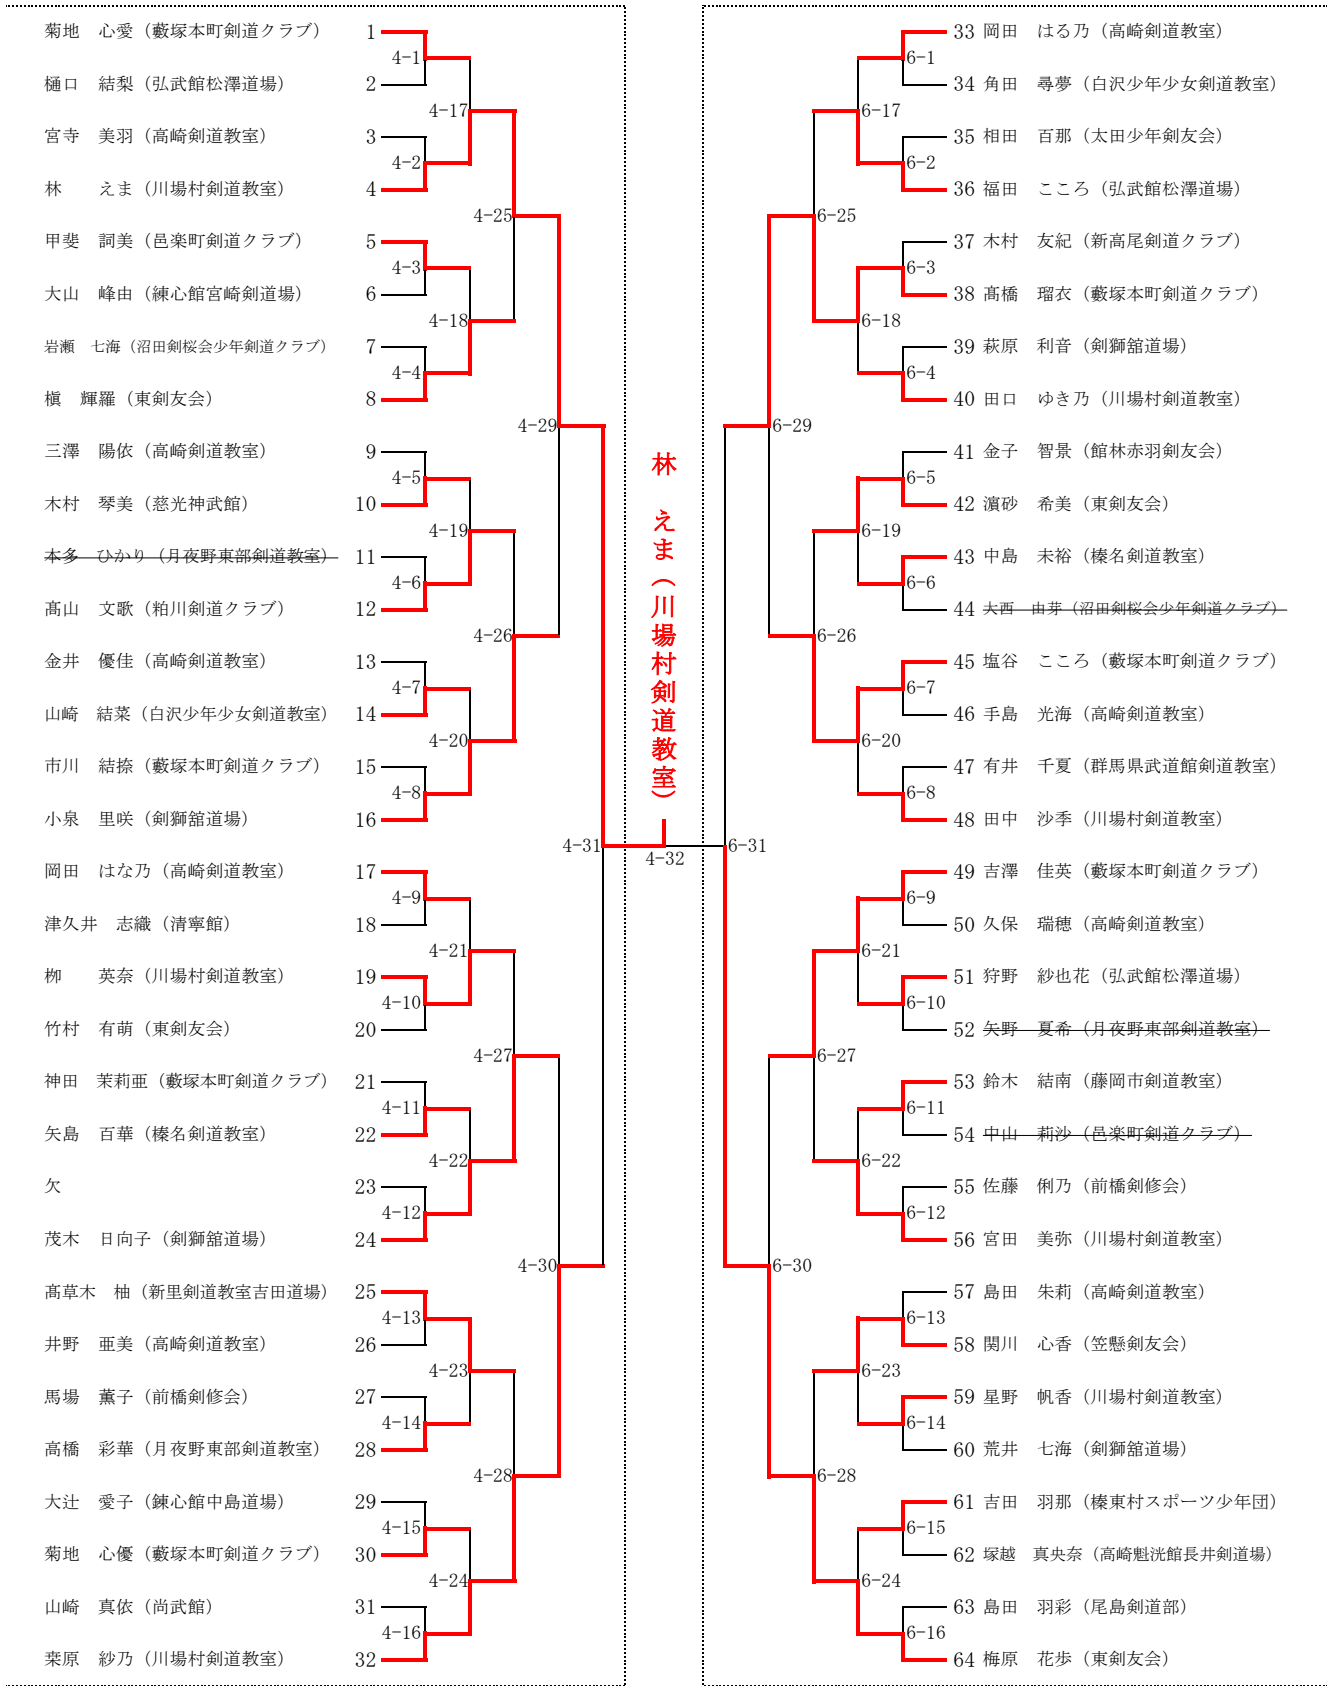 菊地　心愛（藪塚本町剣道クラブ） 1
4-1
樋口　結梨（弘武館松澤道場） 2
4-17
宮寺　美羽（高崎剣道教室） 3
4-2
林　　えま（川場村剣道教室） 4
4-25
甲斐　詞美（邑楽町剣道クラブ） 5
4-3
大山　峰由（練心館宮崎剣道場） 6
4-18
岩瀬　七海（沼田剣桜会少年剣道クラブ） 7
4-4
槇　輝羅（東剣友会） 8
4-29
三澤　陽依（高崎剣道教室） 9
4-5
木村　琴美（慈光神武館） 10
4-19
本多　ひかり（月夜野東部剣道教室） 11
4-6
髙山　文歌（粕川剣道クラブ） 12
4-26
金井　優佳（高崎剣道教室） 13
4-7
山崎　結菜（白沢少年少女剣道教室） 14
4-20
市川　結捺（藪塚本町剣道クラブ） 15
4-8
小泉　里咲（剣獅舘道場） 16
4-31
岡田　はな乃（高崎剣道教室） 17
4-9
津久井　志織（清寧館） 18
4-21
栁　　英奈（川場村剣道教室） 19
4-10
竹村　有萌（東剣友会） 20
4-27
神田　茉莉亜（藪塚本町剣道クラブ） 21
4-11
矢島　百華（榛名剣道教室） 22
4-22
欠 23
4-12
茂木　日向子（剣獅舘道場） 24
4-30
髙草木　柚（新里剣道教室吉田道場） 25
4-13
井野　亜美（高崎剣道教室） 26
4-23
馬場　薫子（前橋剣修会） 27
4-14
高橋　彩華（月夜野東部剣道教室） 28
4-28
大辻　愛子（錬心館中島道場） 29
4-15
菊地　心優（藪塚本町剣道クラブ） 30
4-24
山崎　真依（尚武館） 31
4-16
桒原　紗乃（川場村剣道教室） 32
林　えま（川場村剣道教室）
4-32
33 岡田　はる乃（高崎剣道教室）
6-1
34 角田　尋夢（白沢少年少女剣道教室）
6-17
35 相田　百那（太田少年剣友会）
6-2
36 福田　こころ（弘武館松澤道場）
6-25
37 木村　友紀（新高尾剣道クラブ）
6-3
38 髙橋　瑠衣（藪塚本町剣道クラブ）
6-18
39 萩原　利音（剣獅舘道場）
6-4
40 田口　ゆき乃（川場村剣道教室）
6-29
41 金子　智景（館林赤羽剣友会）
6-5
42 濵砂　希美（東剣友会）
6-19
43 中島　未裕（榛名剣道教室）
6-6
44 大西　由芽（沼田剣桜会少年剣道クラブ）
6-26
45 塩谷　こころ（藪塚本町剣道クラブ）
6-7
46 手島　光海（高崎剣道教室）
6-20
47 有井　千夏（群馬県武道館剣道教室）
6-8
48 田中　沙季（川場村剣道教室）
6-31
49 吉澤　佳英（藪塚本町剣道クラブ）
6-9
50 久保　瑞穂（高崎剣道教室）
6-21
51 狩野　紗也花（弘武館松澤道場）
6-10
52 矢野　夏希（月夜野東部剣道教室）
6-27
53 鈴木　結南（藤岡市剣道教室）
6-11
54 中山　莉沙（邑楽町剣道クラブ）
6-22
55 佐藤　俐乃（前橋剣修会）
6-12
56 宮田　美弥（川場村剣道教室）
6-30
57 島田　朱莉（高崎剣道教室）
6-13
58 関川　心香（笠懸剣友会）
6-23
59 星野　帆香（川場村剣道教室）
6-14
60 荒井　七海（剣獅舘道場）
6-28
61 吉田　羽那（榛東村スポーツ少年団）
6-15
62 塚越　真央奈（高崎魁洸館長井剣道場）
6-24
63 島田　羽彩（尾島剣道部）
6-16
64 梅原　花歩（東剣友会）